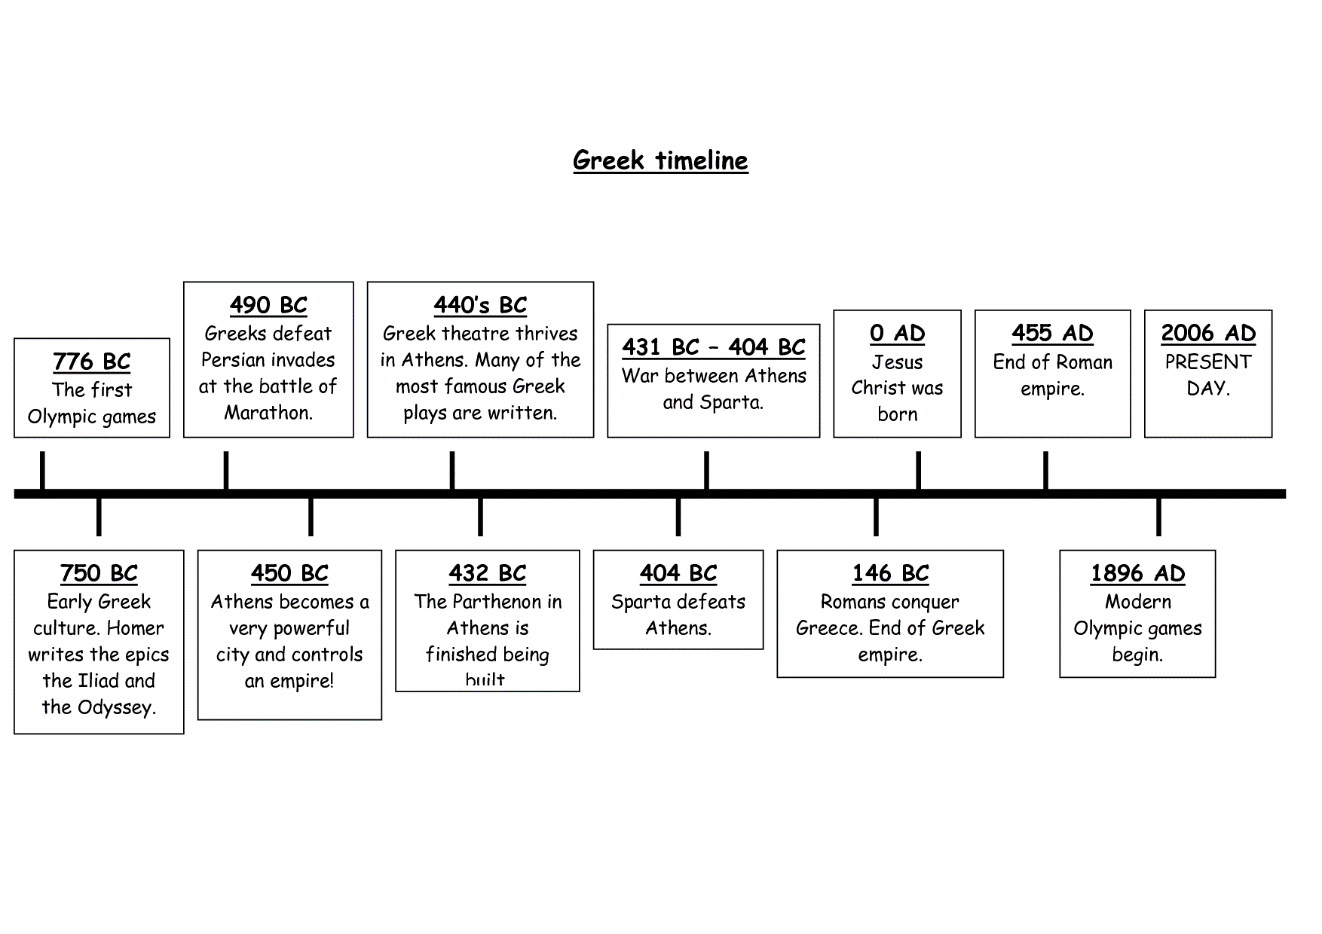 Greek timeline
776 BC
The first
Olympic games
490 BC
Greeks defeat
Persian invades
at the battle of
Marathon.
440's BC
Greek theatre thrives
in Athens. Many of the
most famous Greek
plays are written.
431 BC – 404 BC
War between Athens
and Sparta.
0 AD
Jesus
Christ was
born
455 AD
End of Roman
empire.
2006 AD
PRESENT
DAY.
750 BC
Early Greek
culture. Homer
writes the epics
the Iliad and
the Odyssey.
450 BC
Athens becomes a
very powerful
city and controls
an empire!
432 BC
The Parthenon in
Athens is
finished being
built
404 BC
Sparta defeats
Athens.
146 BC
Romans conquer
Greece. End of Greek
empire.
1896 AD
Modern
Olympic games
begin.